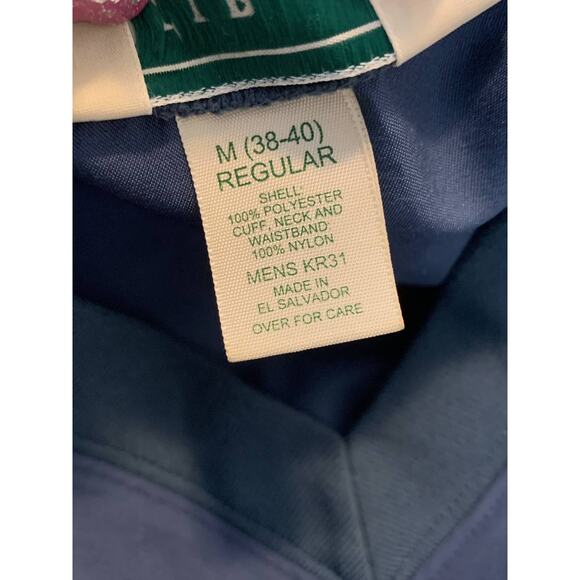 M (38-40)
REGULAR
SHELL:
100% POLYESTER
CUFF, NECK AND
WAISTBAND:
100% NYLON
MENS KR31
MADE IN
EL SALVADOR
OVER FOR CARE